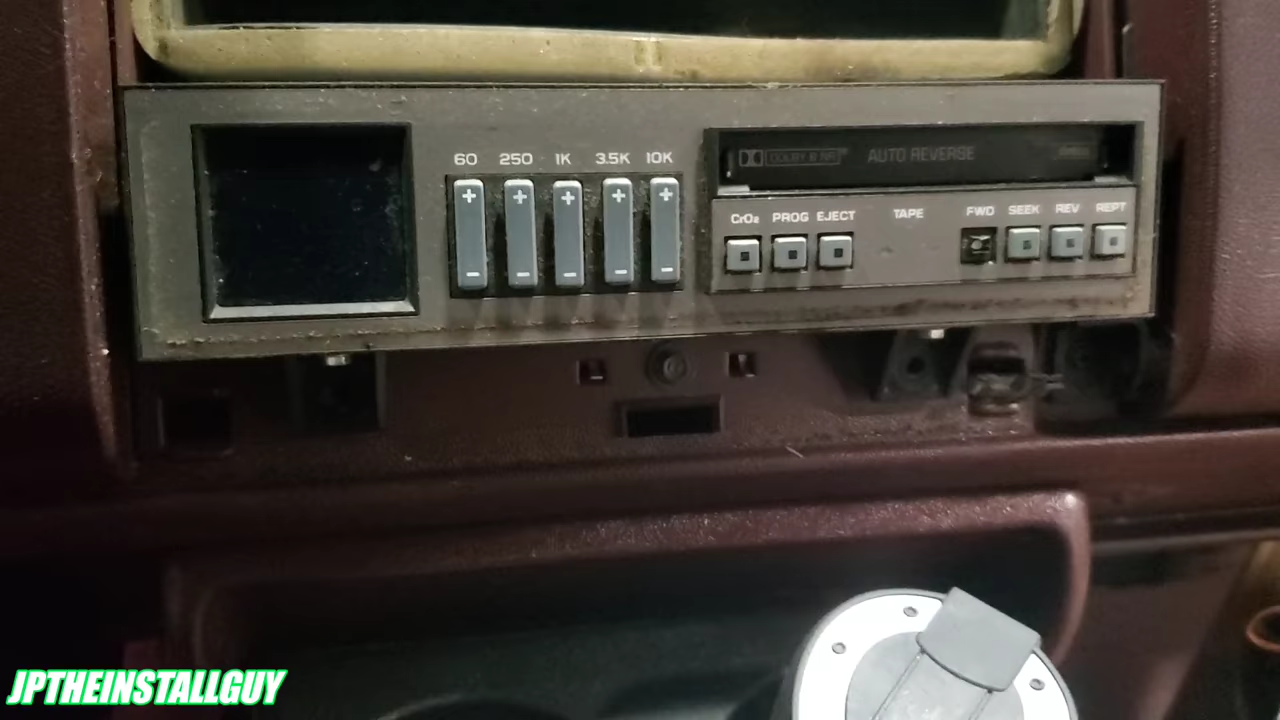 60 250 1K 3.5K 10K
DOLBY B NR AUTO REVERSE
CrO₂ PROG EJECT TAPE FWD SEEK REV REPT
JPTHEINSTALLGUY